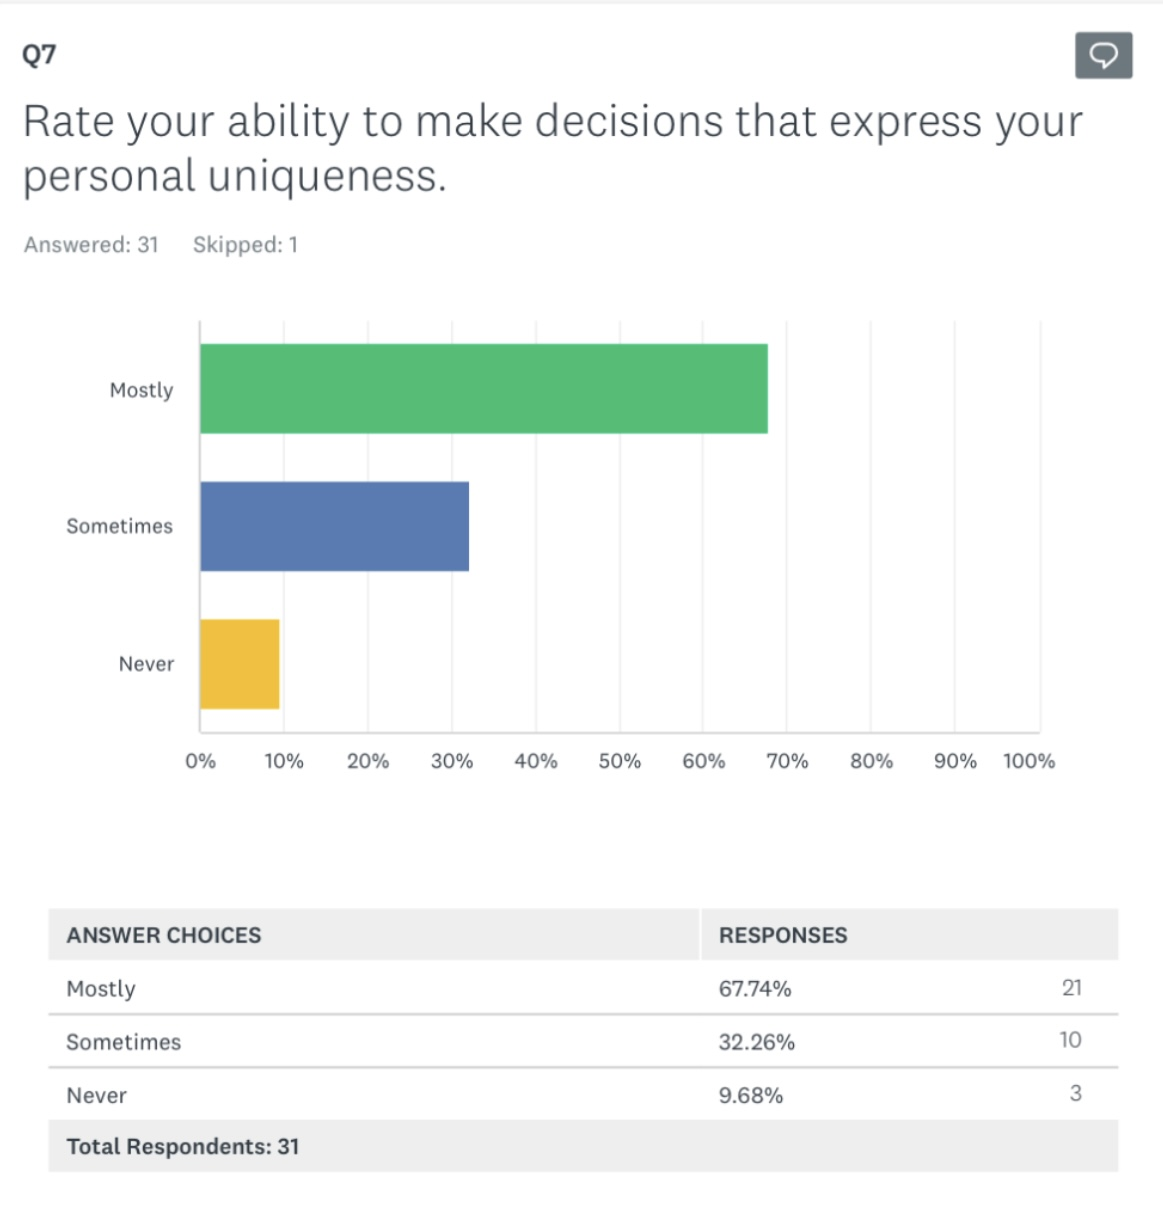 Q7
Rate your ability to make decisions that express your
personal uniqueness.
Answered: 31 Skipped: 1
Mostly
Sometimes
Never
0% 10% 20% 30% 40% 50% 60% 70% 80% 90% 100%
ANSWER CHOICES RESPONSES
Mostly 67.74% 21
Sometimes 32.26% 10
Never 9.68% 3
Total Respondents: 31